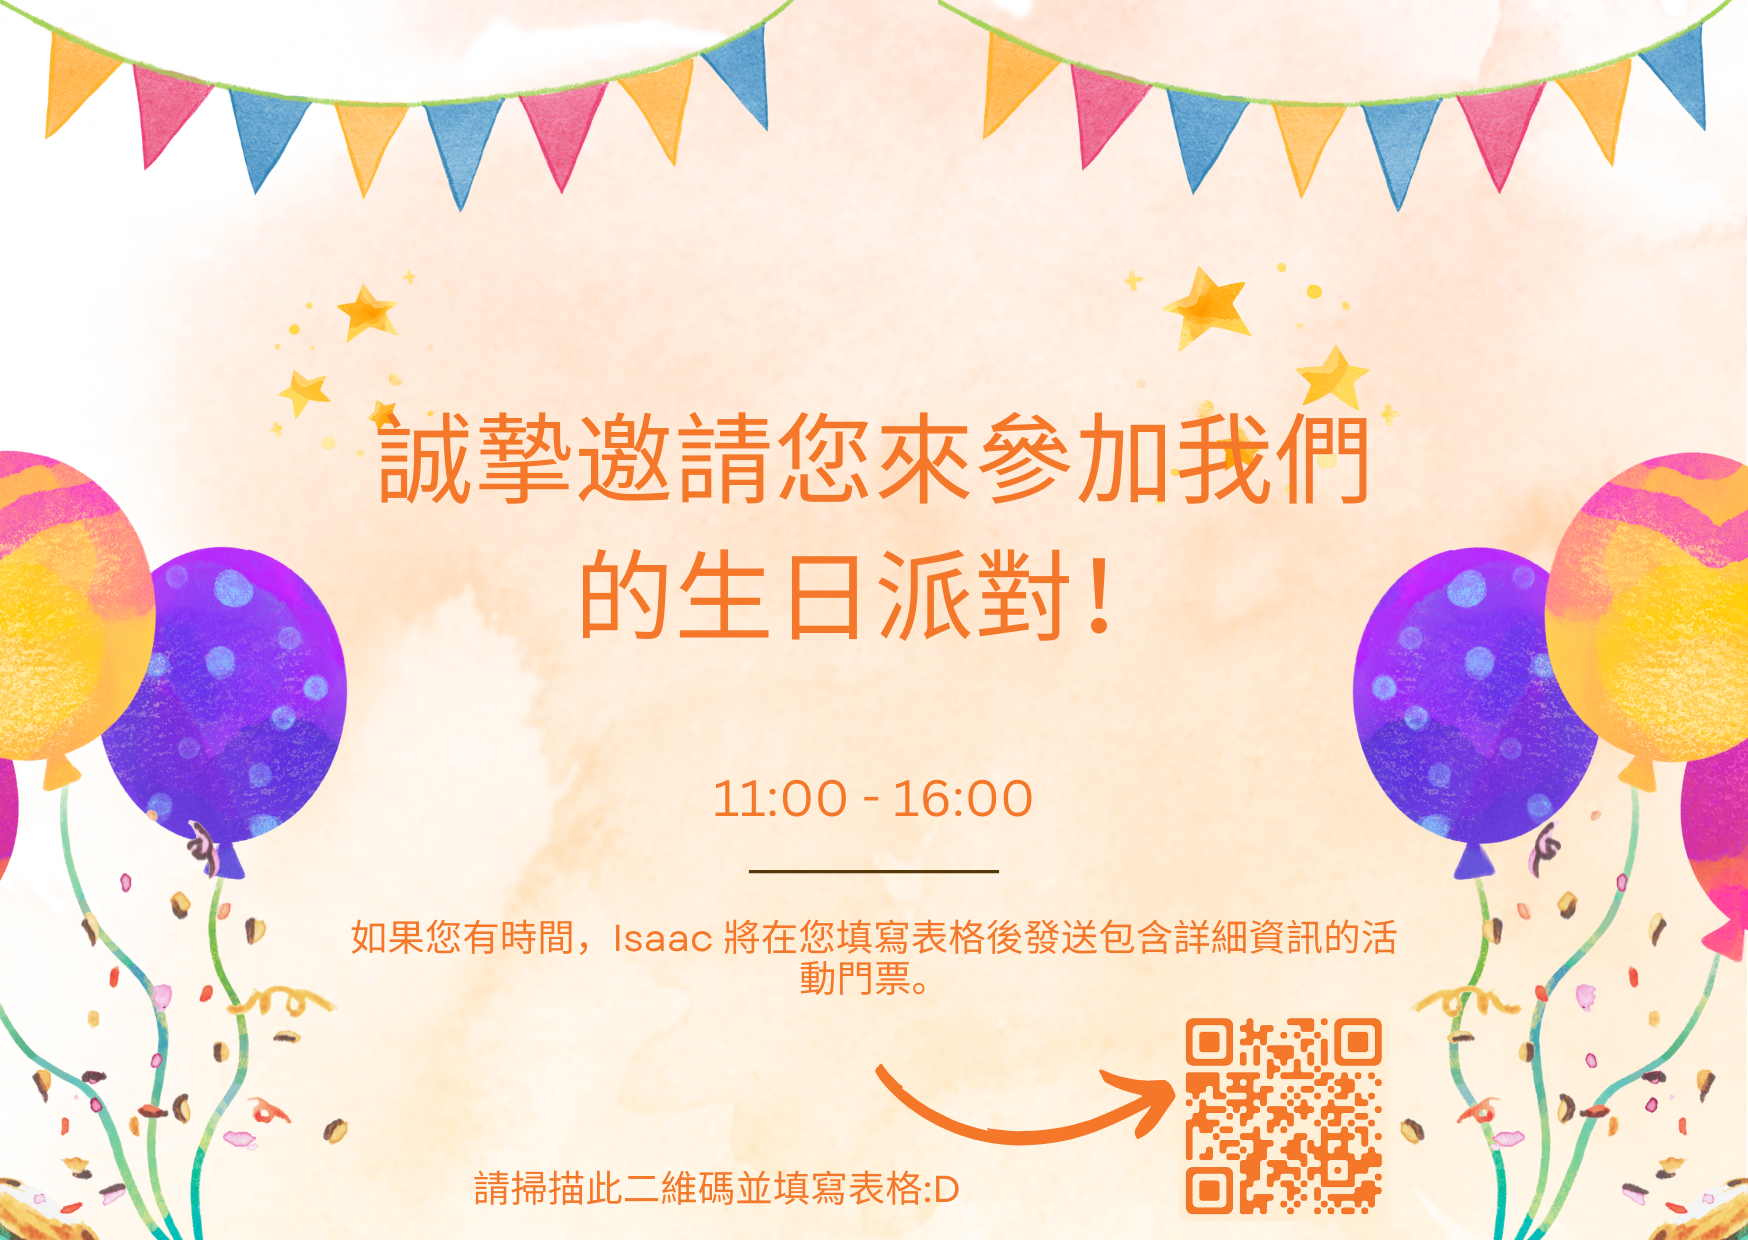 誠摯邀請您來參加我們
的生日派對！
11:00 - 16:00
如果您有時間，Isaac 將在您填寫表格後發送包含詳細資訊的活
動門票。
請掃描此二維碼並填寫表格:D